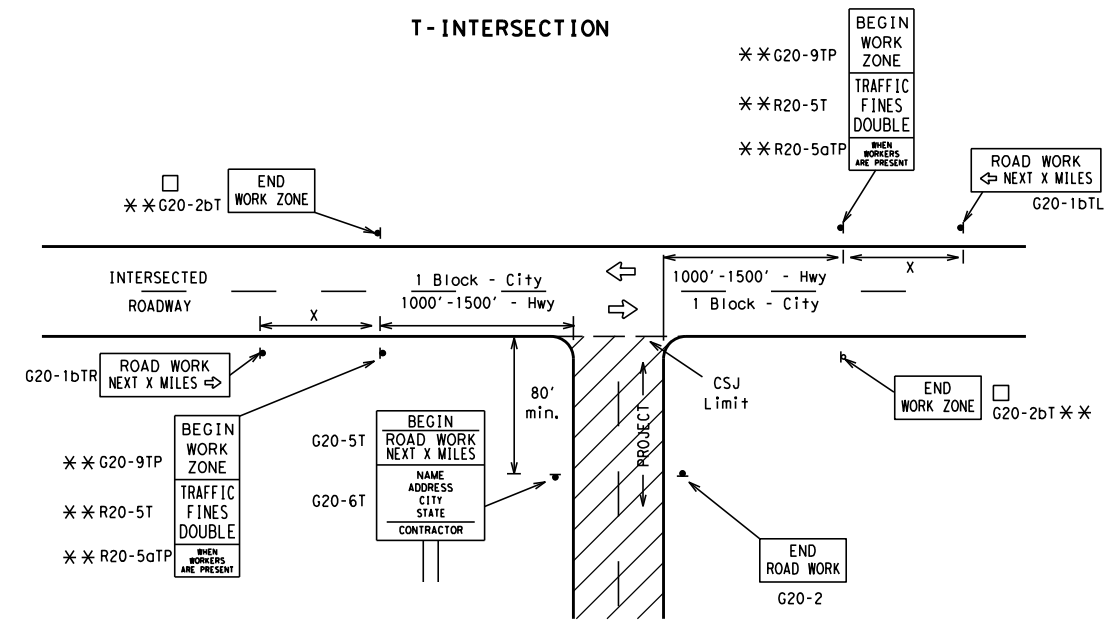 T-INTERSECTION
BEGIN
WORK
ZONE
**G20-9TP
TRAFFIC
FINES
DOUBLE
**R20-5T
WHEN
WORKERS
ARE PRESENT
**R20-5aTP
ROAD WORK
⇦ NEXT X MILES
G20-1bTL
END
WORK ZONE
□
**G20-2bT
INTERSECTED
ROADWAY
1 Block - City
1000'-1500' - Hwy
1000'-1500' - Hwy
1 Block - City
X
X
ROAD WORK
NEXT X MILES ⇨
G20-1bTR
80'
min.
CSJ
Limit
PROJECT
END
WORK ZONE
□
G20-2bT **
BEGIN
WORK
ZONE
**G20-9TP
TRAFFIC
FINES
DOUBLE
**R20-5T
WHEN
WORKERS
ARE PRESENT
**R20-5aTP
BEGIN
ROAD WORK
NEXT X MILES
G20-5T
NAME
ADDRESS
CITY
STATE
CONTRACTOR
G20-6T
END
ROAD WORK
G20-2